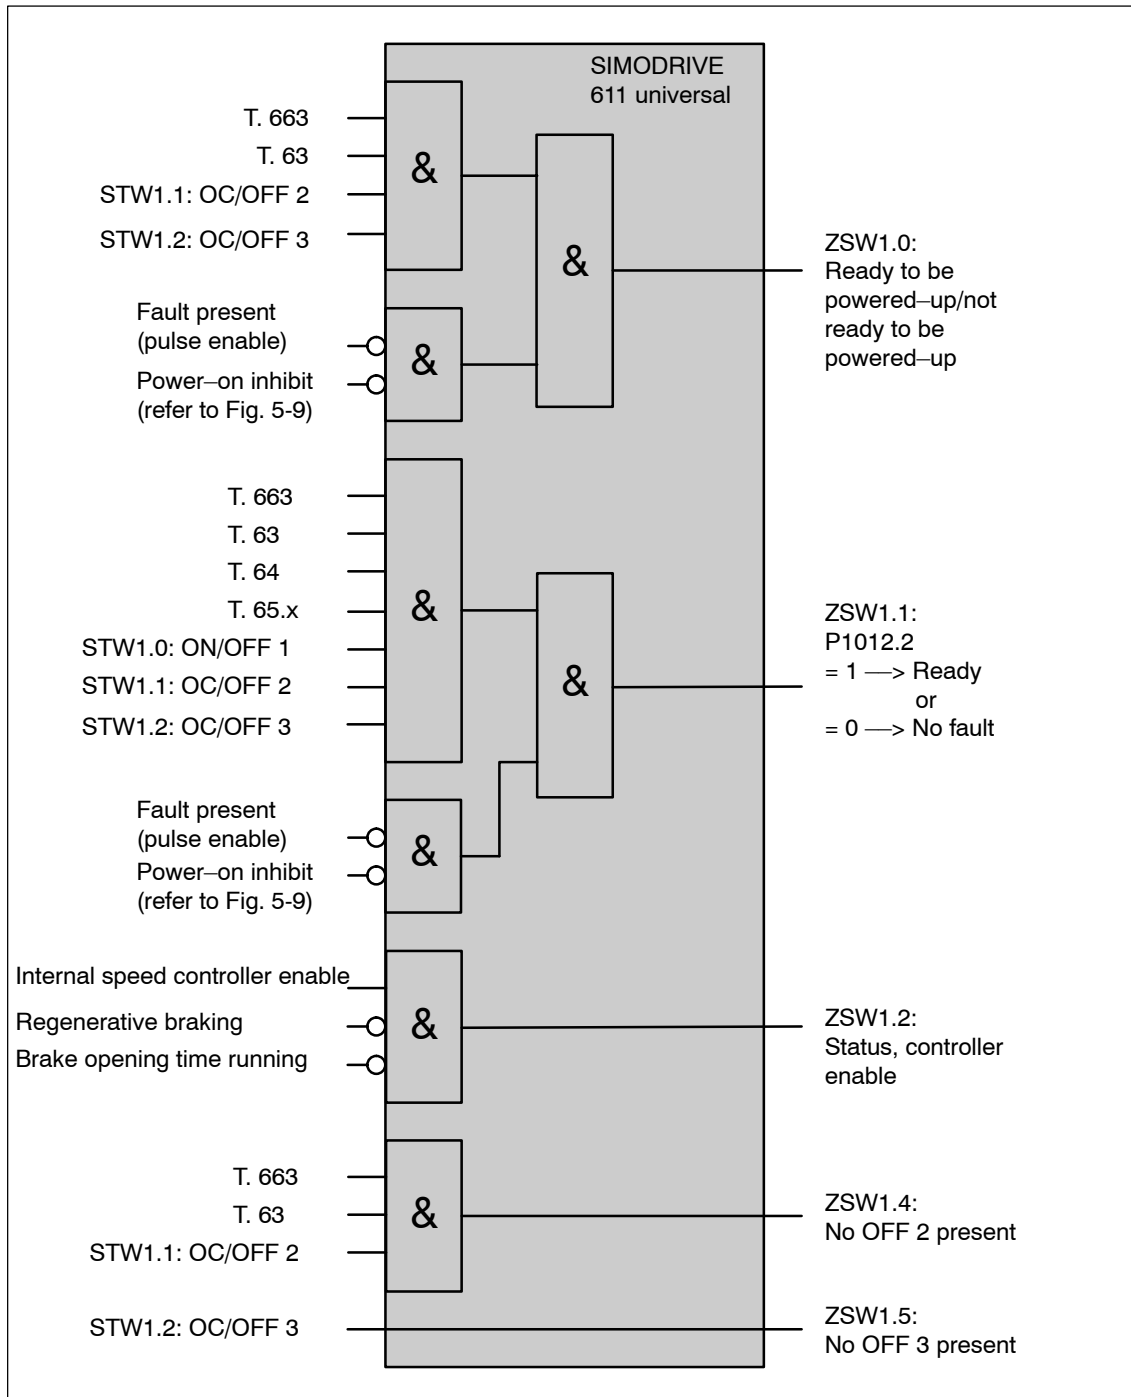 SIMODRIVE
611 universal
T. 663
T. 63
STW1.1: OC/OFF 2
STW1.2: OC/OFF 3
&
&
ZSW1.0:
Ready to be
powered–up/not
ready to be
powered–up
Fault present
(pulse enable)
Power–on inhibit
(refer to Fig. 5-9)
&
T. 663
T. 63
T. 64
T. 65.x
STW1.0: ON/OFF 1
STW1.1: OC/OFF 2
STW1.2: OC/OFF 3
&
&
ZSW1.1:
P1012.2
= 1 —> Ready
or
= 0 —> No fault
Fault present
(pulse enable)
Power–on inhibit
(refer to Fig. 5-9)
&
Internal speed controller enable
Regenerative braking
Brake opening time running
&
ZSW1.2:
Status, controller
enable
T. 663
T. 63
STW1.1: OC/OFF 2
&
ZSW1.4:
No OFF 2 present
STW1.2: OC/OFF 3
ZSW1.5:
No OFF 3 present